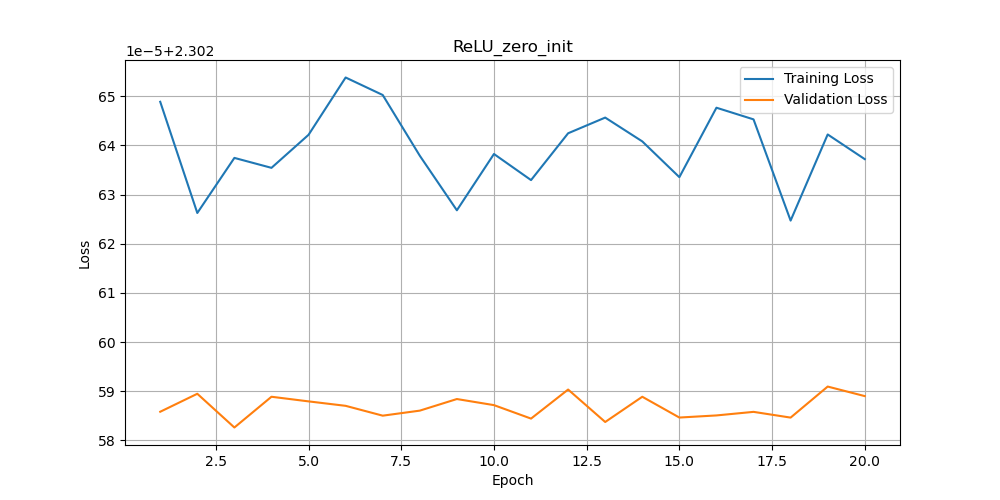 ReLU_zero_init
1e−5+2.302
Training Loss
Validation Loss
65
64
63
62
61
60
59
58
Loss
2.5 5.0 7.5 10.0 12.5 15.0 17.5 20.0
Epoch